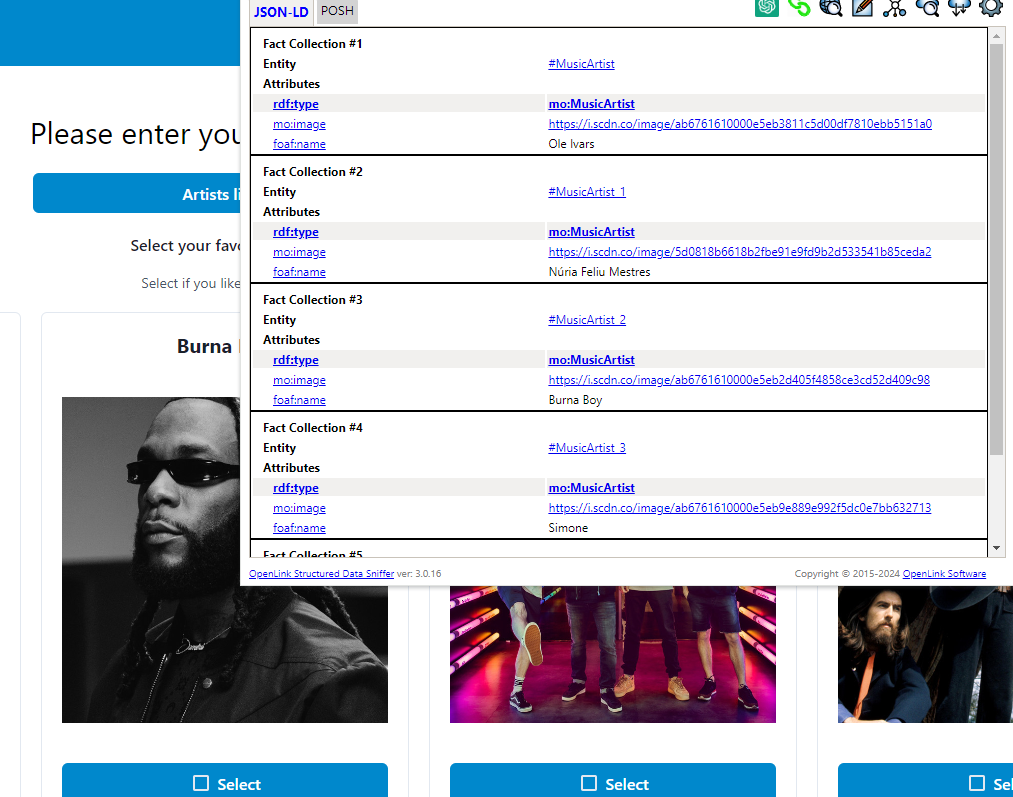 JSON-LD POSH
Fact Collection #1
Entity #MusicArtist
Attributes
rdf:type mo:MusicArtist
mo:image https://i.scdn.co/image/ab6761610000e5eb3811c5d00df7810ebb5151a0
foaf:name Ole Ivars
Fact Collection #2
Entity #MusicArtist_1
Attributes
rdf:type mo:MusicArtist
mo:image https://i.scdn.co/image/5d0818b6618b2fbe91e9fd9b2d533541b85ceda2
foaf:name Núria Feliu Mestres
Fact Collection #3
Entity #MusicArtist_2
Attributes
rdf:type mo:MusicArtist
mo:image https://i.scdn.co/image/ab6761610000e5eb2d405f4858ce3cd52d409c98
foaf:name Burna Boy
Fact Collection #4
Entity #MusicArtist_3
Attributes
rdf:type mo:MusicArtist
mo:image https://i.scdn.co/image/ab6761610000e5eb9e889e992f5dc0e7bb632713
foaf:name Simone
Fact Collection #5
OpenLink Structured Data Sniffer ver: 3.0.16
Copyright © 2015-2024 OpenLink Software
Please enter you
Artists li
Select your favo
Select if you like
Burna
Select
Select
Sel